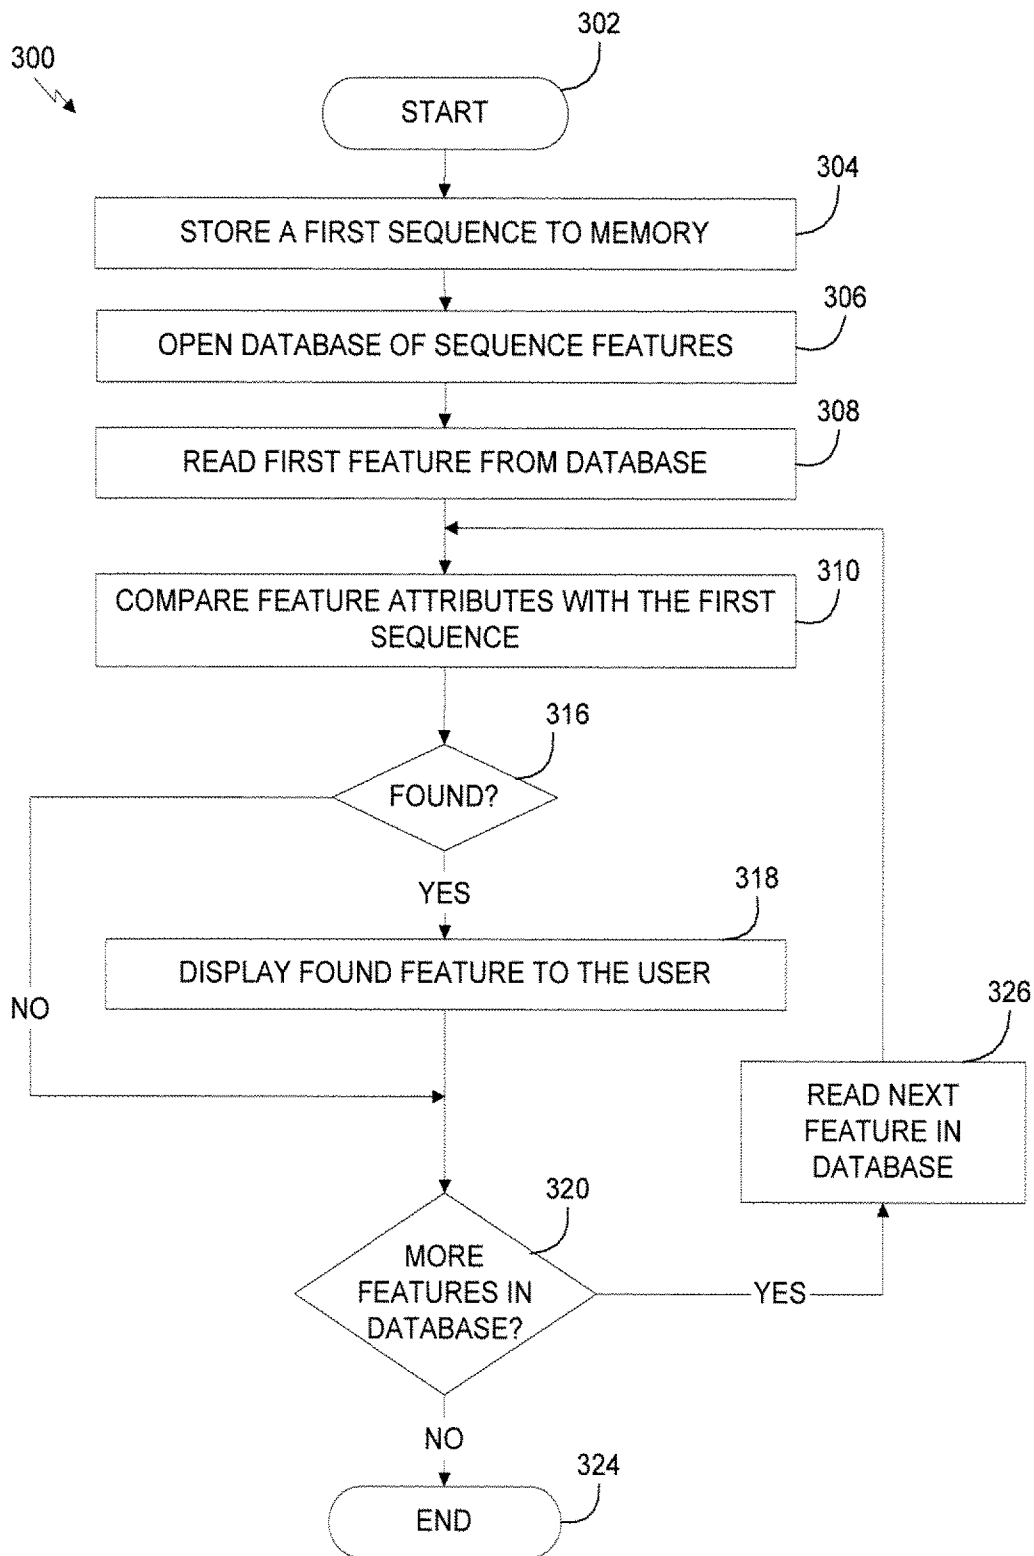 302
300
START
304
STORE A FIRST SEQUENCE TO MEMORY
306
OPEN DATABASE OF SEQUENCE FEATURES
308
READ FIRST FEATURE FROM DATABASE
310
COMPARE FEATURE ATTRIBUTES WITH THE FIRST
SEQUENCE
316
FOUND?
YES
318
DISPLAY FOUND FEATURE TO THE USER
NO
326
READ NEXT
FEATURE IN
DATABASE
320
MORE
FEATURES IN
DATABASE?
YES
NO
324
END